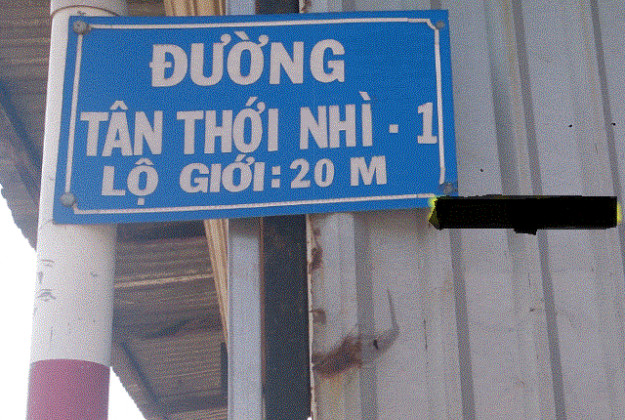 ĐƯỜNG
TÂN THỚI NHÌ - 1
LỘ GIỚI: 20 M